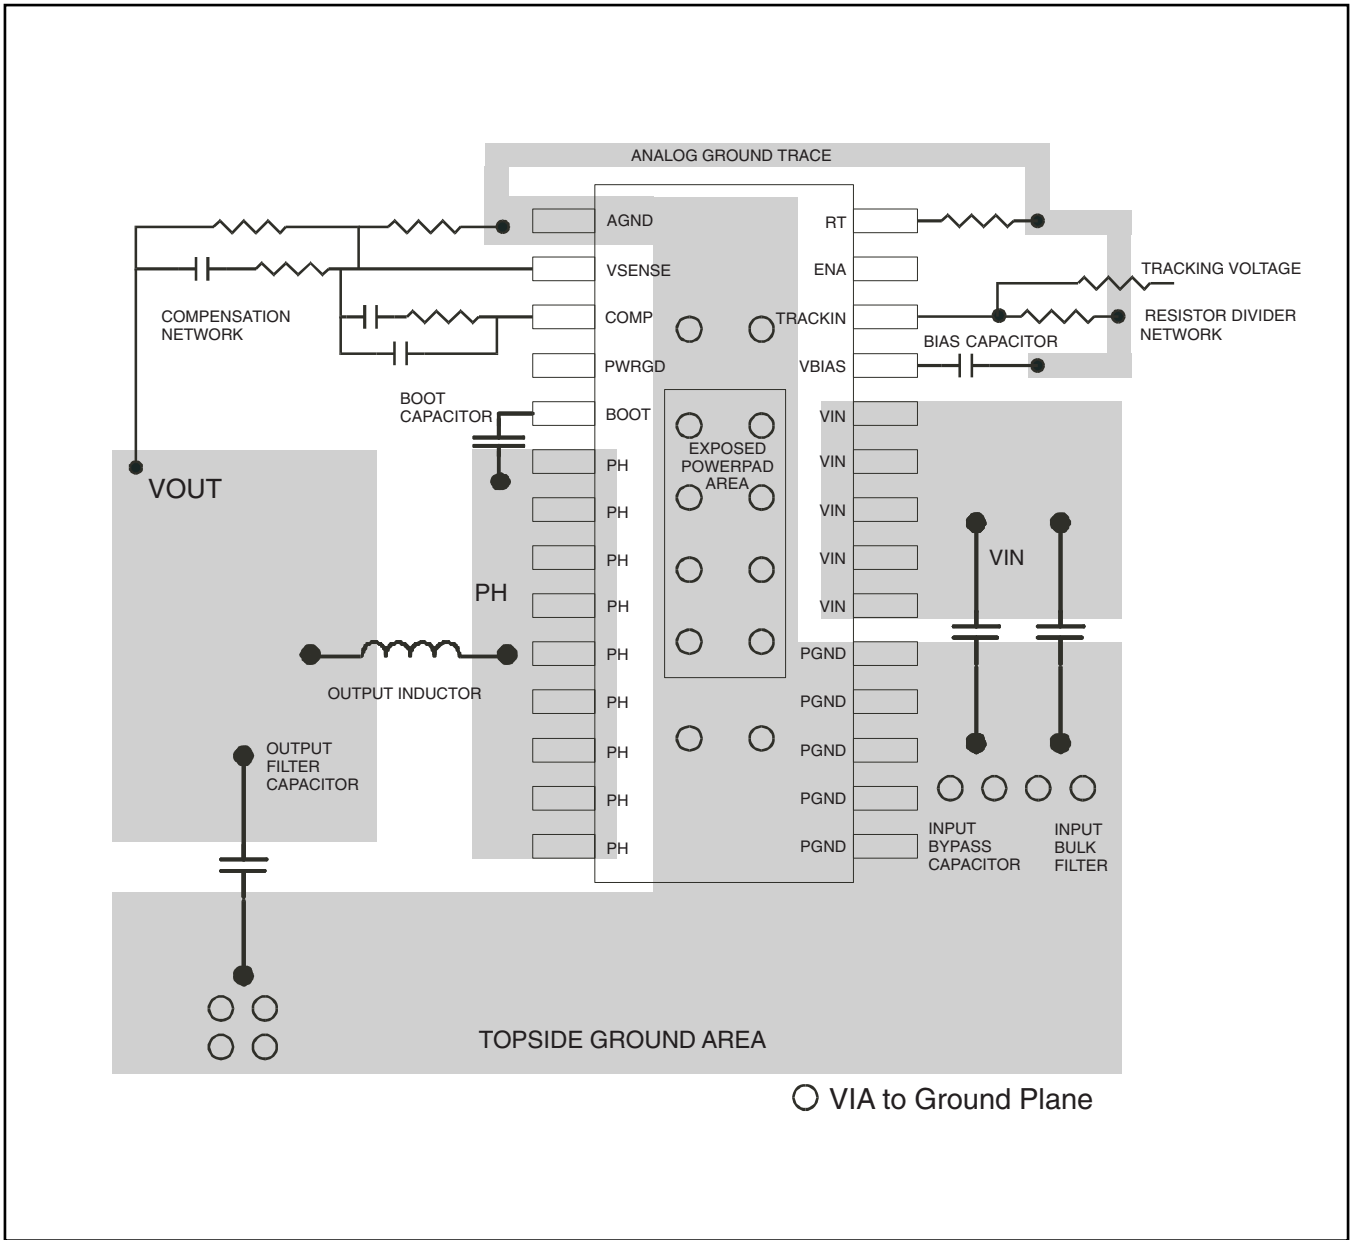 ANALOG GROUND TRACE
AGND
RT
VSENSE
ENA
TRACKING VOLTAGE
COMPENSATION
NETWORK
COMP
TRACKIN
RESISTOR DIVIDER
NETWORK
BIAS CAPACITOR
PWRGD
VBIAS
BOOT
CAPACITOR
BOOT
VIN
EXPOSED
POWERPAD
AREA
PH
VIN
VOUT
PH
VIN
PH
VIN
VIN
PH
PH
VIN
PH
PGND
OUTPUT INDUCTOR
PH
PGND
OUTPUT
FILTER
CAPACITOR
PH
PGND
PH
PGND
PH
PGND
INPUT
BYPASS
CAPACITOR
INPUT
BULK
FILTER
TOPSIDE GROUND AREA
VIA to Ground Plane